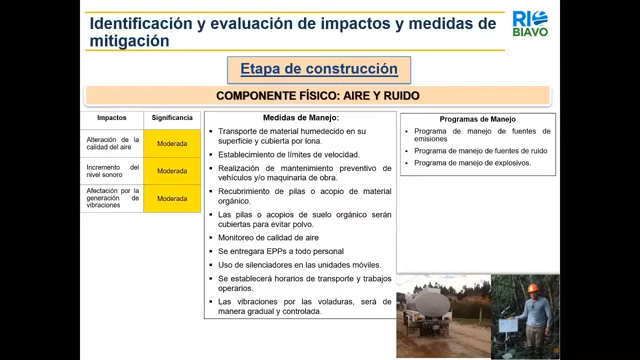 Identificación y evaluación de impactos y medidas de
mitigación
RIO
BIAVO
Etapa de construcción
COMPONENTE FÍSICO: AIRE Y RUIDO
Impactos
Significancia
Alteración de la
calidad del aire
Moderada
Incremento del
nivel sonoro
Moderada
Afectación por la
generación de
vibraciones
Moderada
Medidas de Manejo:
▪ Transporte de material humedecido en su
superficie y cubierta por lona.
▪ Establecimiento de límites de velocidad.
▪ Realización de mantenimiento preventivo de
vehículos y/o maquinaria de obra.
▪ Recubrimiento de pilas o acopio de material
orgánico.
▪ Las pilas o acopios de suelo orgánico serán
cubiertas para evitar polvo.
▪ Monitoreo de calidad de aire
▪ Se entregara EPPs a todo personal
▪ Uso de silenciadores en las unidades móviles.
▪ Se establecerá horarios de transporte y trabajos
operarios.
▪ Las vibraciones por las voladuras, será de
manera gradual y controlada.
Programas de Manejo
▪ Programa de manejo de fuentes de
emisiones
▪ Programa de manejo de fuentes de ruido
▪ Programa de manejo de explosivos.